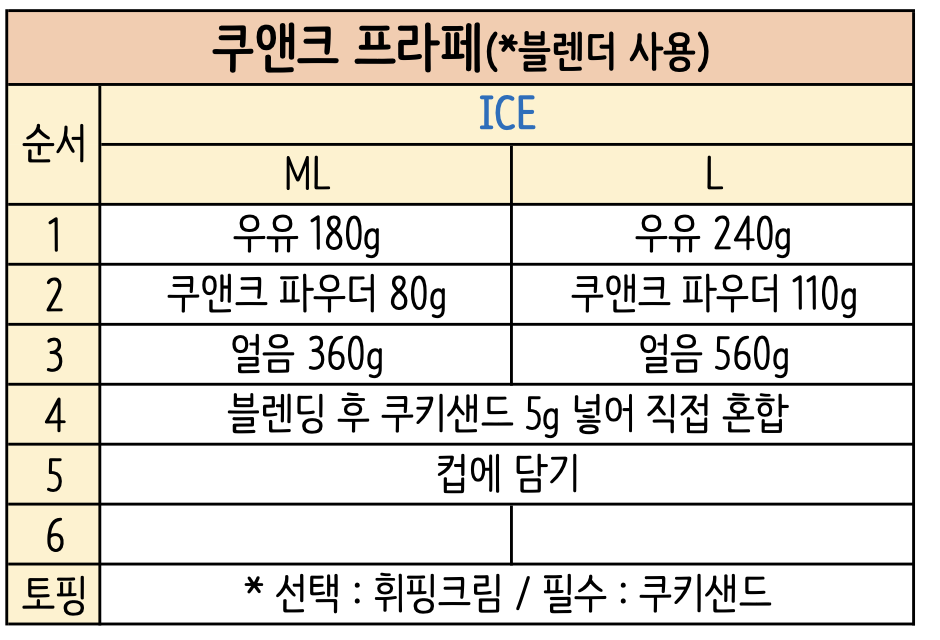 쿠앤크 프라페(*블렌더 사용)
순서
ICE
ML L
1 우유 180g 우유 240g
2 쿠앤크 파우더 80g 쿠앤크 파우더 110g
3 얼음 360g 얼음 560g
4 블렌딩 후 쿠키샌드 5g 넣어 직접 혼합
5 컵에 담기
6
토핑 * 선택 : 휘핑크림 / 필수 : 쿠키샌드